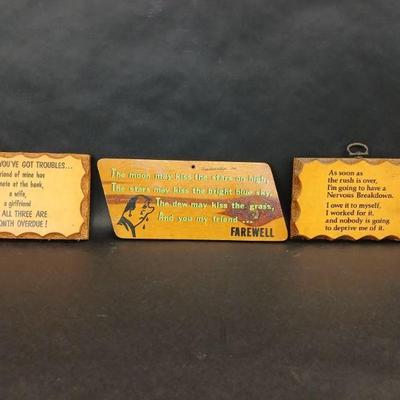 YOU'VE GOT TROUBLES...
friend of mine has
note at the bank,
a wife,
a girlfriend
ALL THREE ARE
MONTH OVERDUE!
The moon may kiss the stars on high,
The stars may kiss the bright blue sky,
The dew may kiss the grass,
And you my friend...
FAREWELL
As soon as
the rush is over,
I'm going to have a
Nervous Breakdown.
I owe it to myself,
I worked for it,
and nobody is going
to deprive me of it.